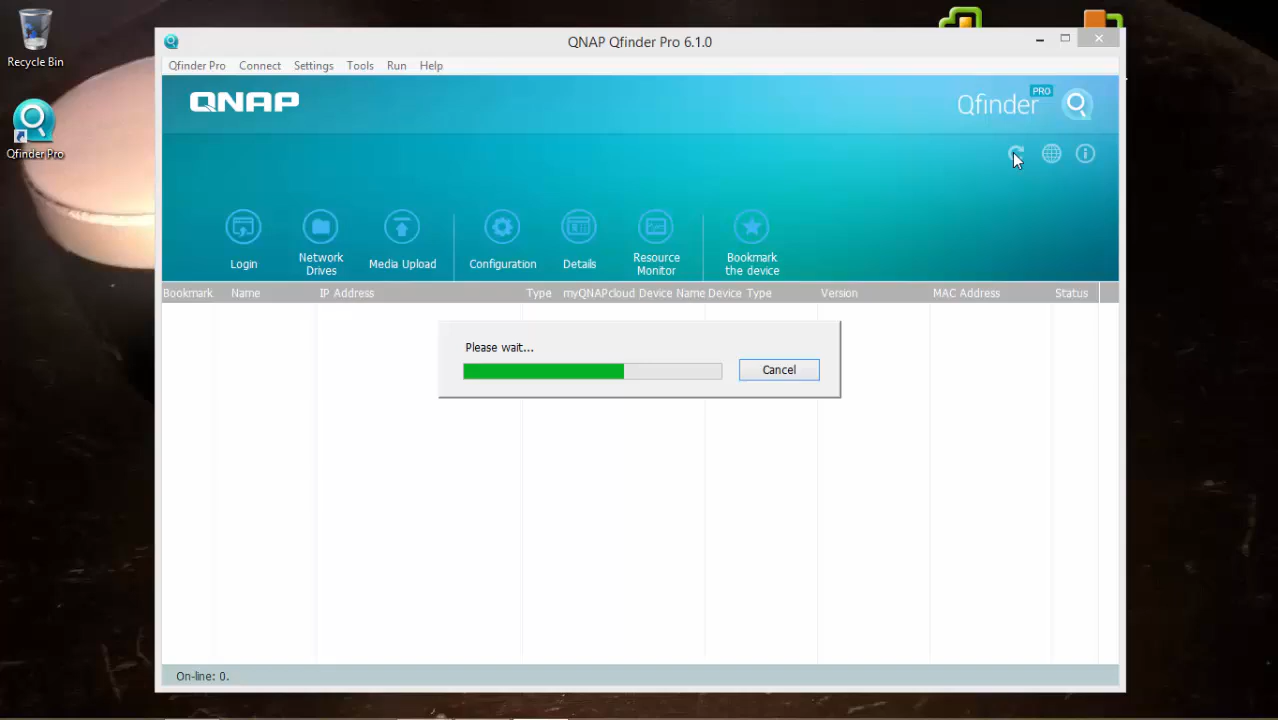 Recycle Bin
Qfinder Pro
QNAP Qfinder Pro 6.1.0
Qfinder Pro Connect Settings Tools Run Help
QNAP
Qfinder PRO
Login
Network
Drives
Media Upload
Configuration
Details
Resource
Monitor
Bookmark
the device
Bookmark Name IP Address Type myQNAPcloud Device Name Device Type Version MAC Address Status
Please wait...
Cancel
On-line: 0.